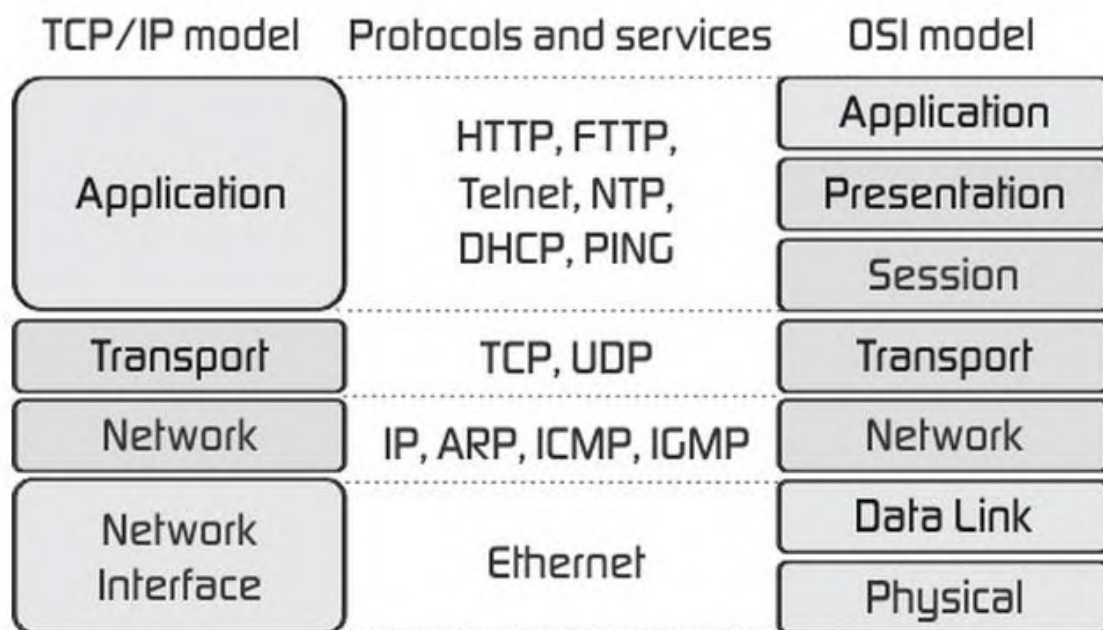 TCP/IP model Protocols and services OSI model
Application
HTTP, FTTP,
Telnet, NTP,
DHCP, PING
Application
Presentation
Session
Transport TCP, UDP Transport
Network IP, ARP, ICMP, IGMP Network
Network
Interface
Ethernet
Data Link
Physical